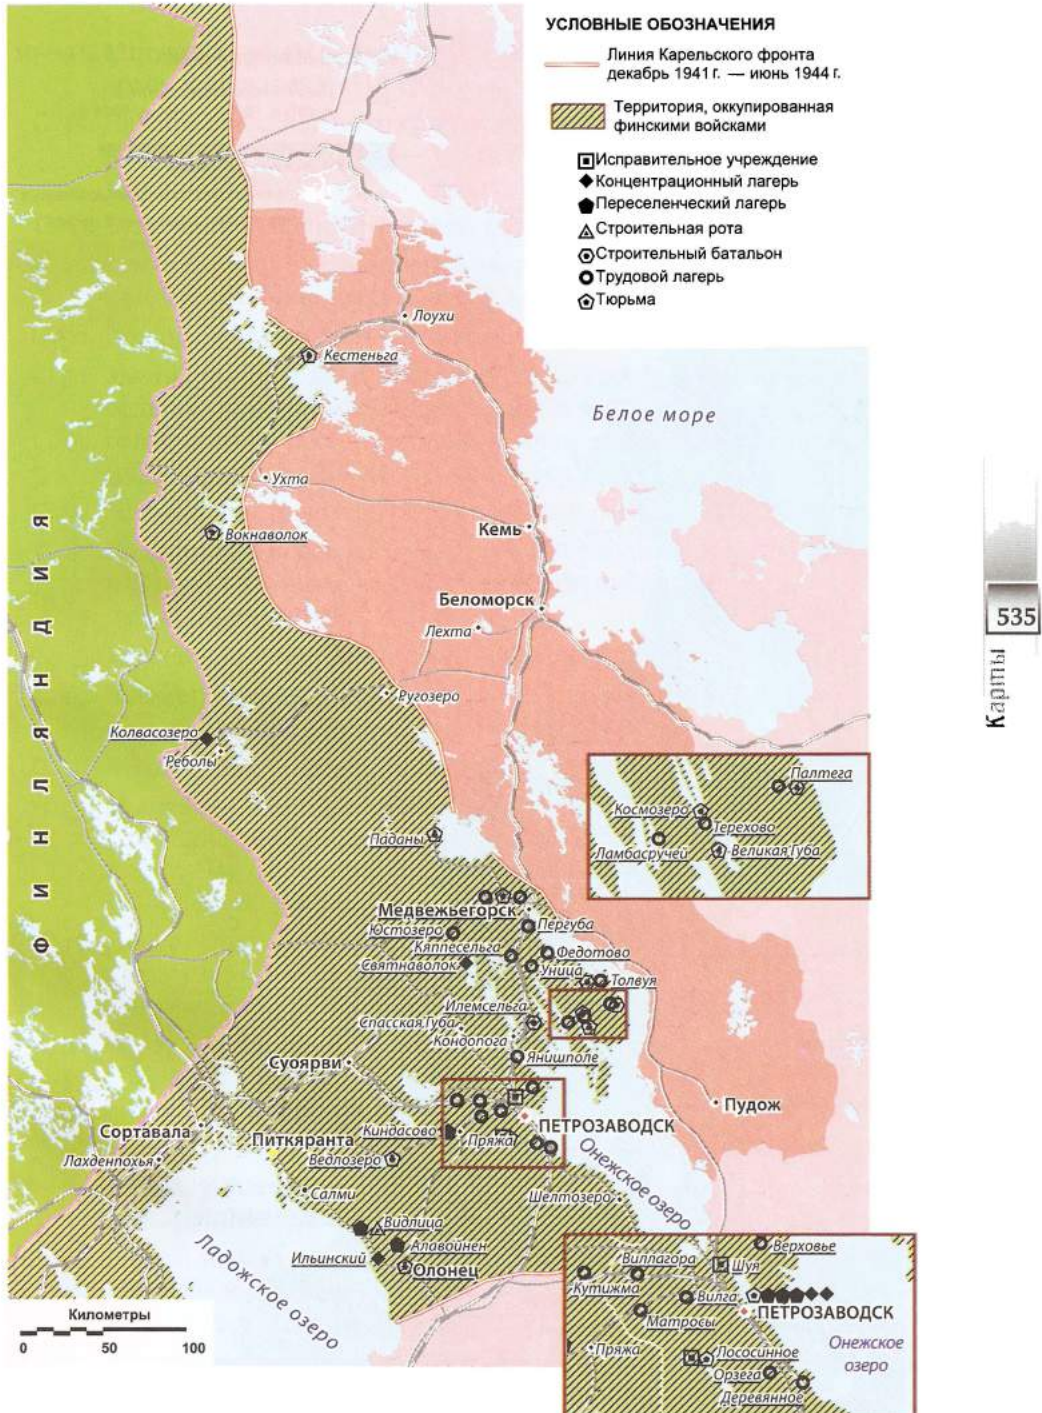 УСЛОВНЫЕ ОБОЗНАЧЕНИЯ
Линия Карельского фронта
декабрь 1941 г. — июнь 1944 г.
Территория, оккупированная
финскими войсками
Исправительное учреждение
Концентрационный лагерь
Переселенческий лагерь
Строительная рота
Строительный батальон
Трудовой лагерь
Тюрьма
Лоухи
Кестеньга
Белое море
Ухта
Вокнаволок
Кемь
Беломорск
Лехта
ФИНЛЯНДИЯ
535
Карты
Ругозеро
Колвасозеро
Реболы
Паданы
Палтега
Космозеро
Терехово
Ламбасручей
Великая Губа
Медвежьегорск
Юстозеро
Пергуба
Кяппесельга
Федотово
Святнаволок
Уница
Толвуя
Илемсельга
Спасская Губа
Кондопога
Янишполе
Суоярви
Пудож
Сортавала
Питкяранта
Киндасово
Пряжа
ПЕТРОЗАВОДСК
Лахденпохья
Ведлозеро
Онежское озеро
Салми
Шелтозеро
Видлица
Алавойнен
Ильинский
Олонец
Ладожское озеро
Километры
0 50 100
Верховье
Виллагора
Шуя
Кутижма
Вилга
ПЕТРОЗАВОДСК
Матросы
Онежское
озеро
Пряжа
Лососинное
Орзега
Деревянное